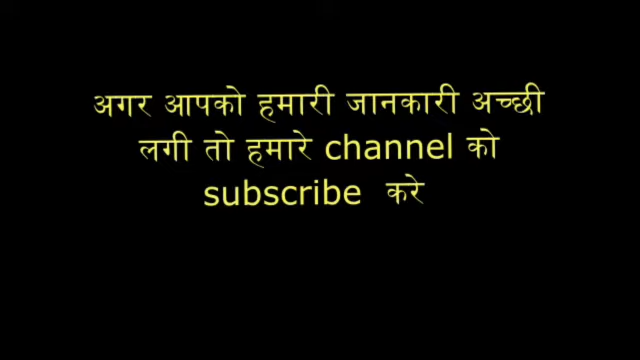 अगर आपको हमारी जानकारी अच्छी
लगी तो हमारे channel को
subscribe करे